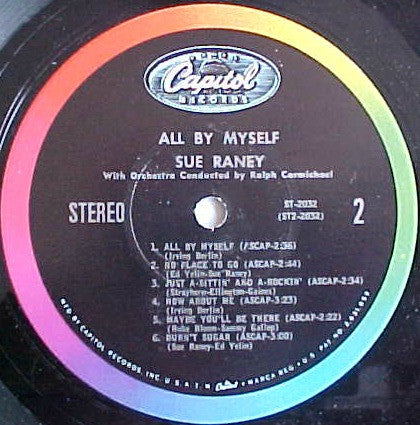 Capitol
RECORDS
ALL BY MYSELF
SUE RANEY
With Orchestra Conducted by Ralph Carmichael
STEREO
ST-2032
(ST2-2032)
2
1. ALL BY MYSELF (ASCAP-2:36)
(Irving Berlin)
2. NO PLACE TO GO (ASCAP-2:44)
(Ed Yelin-Sue Raney)
3. JUST A-SITTIN' AND A-ROCKIN' (ASCAP-2:34)
(Strayhorn-Ellington-Gaines)
4. HOW ABOUT ME (ASCAP-3:23)
(Irving Berlin)
5. MAYBE YOU'LL BE THERE (ASCAP-2:22)
(Rube Bloom-Sammy Gallop)
6. BURNT SUGAR (ASCAP-3:00)
(Sue Raney-Ed Yelin)
MFD. BY CAPITOL RECORDS, INC. U.S.A. T.M. Capitol MARCA REG. U.S. PAT. NO.